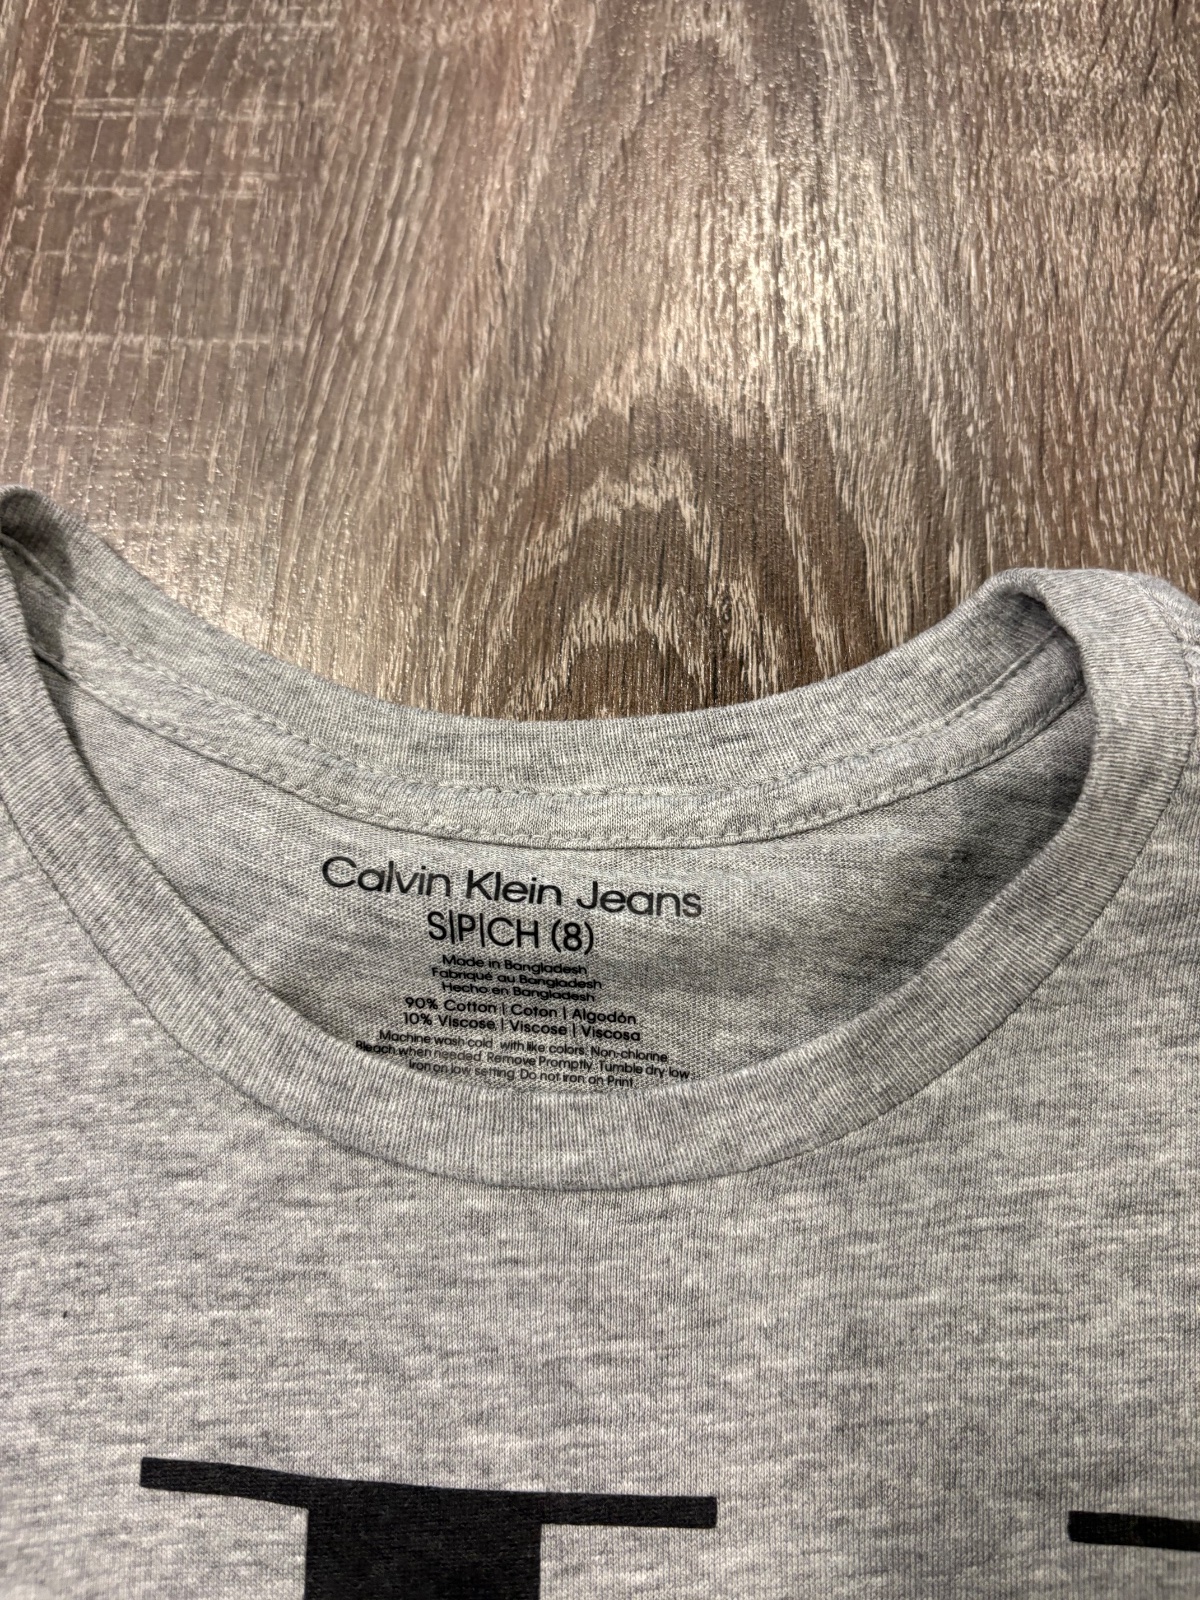 Calvin Klein Jeans
S|P|CH (8)
Made in Bangladesh
Fabriqué au Bangladesh
Hecho en Bangladesh
90% Cotton | Coton | Algodón
10% Viscose | Viscose | Viscosa
Machine wash cold with like colors. Non-chlorine
Bleach when needed. Remove Promptly. Tumble dry low
Iron on low setting. Do not Iron on Print